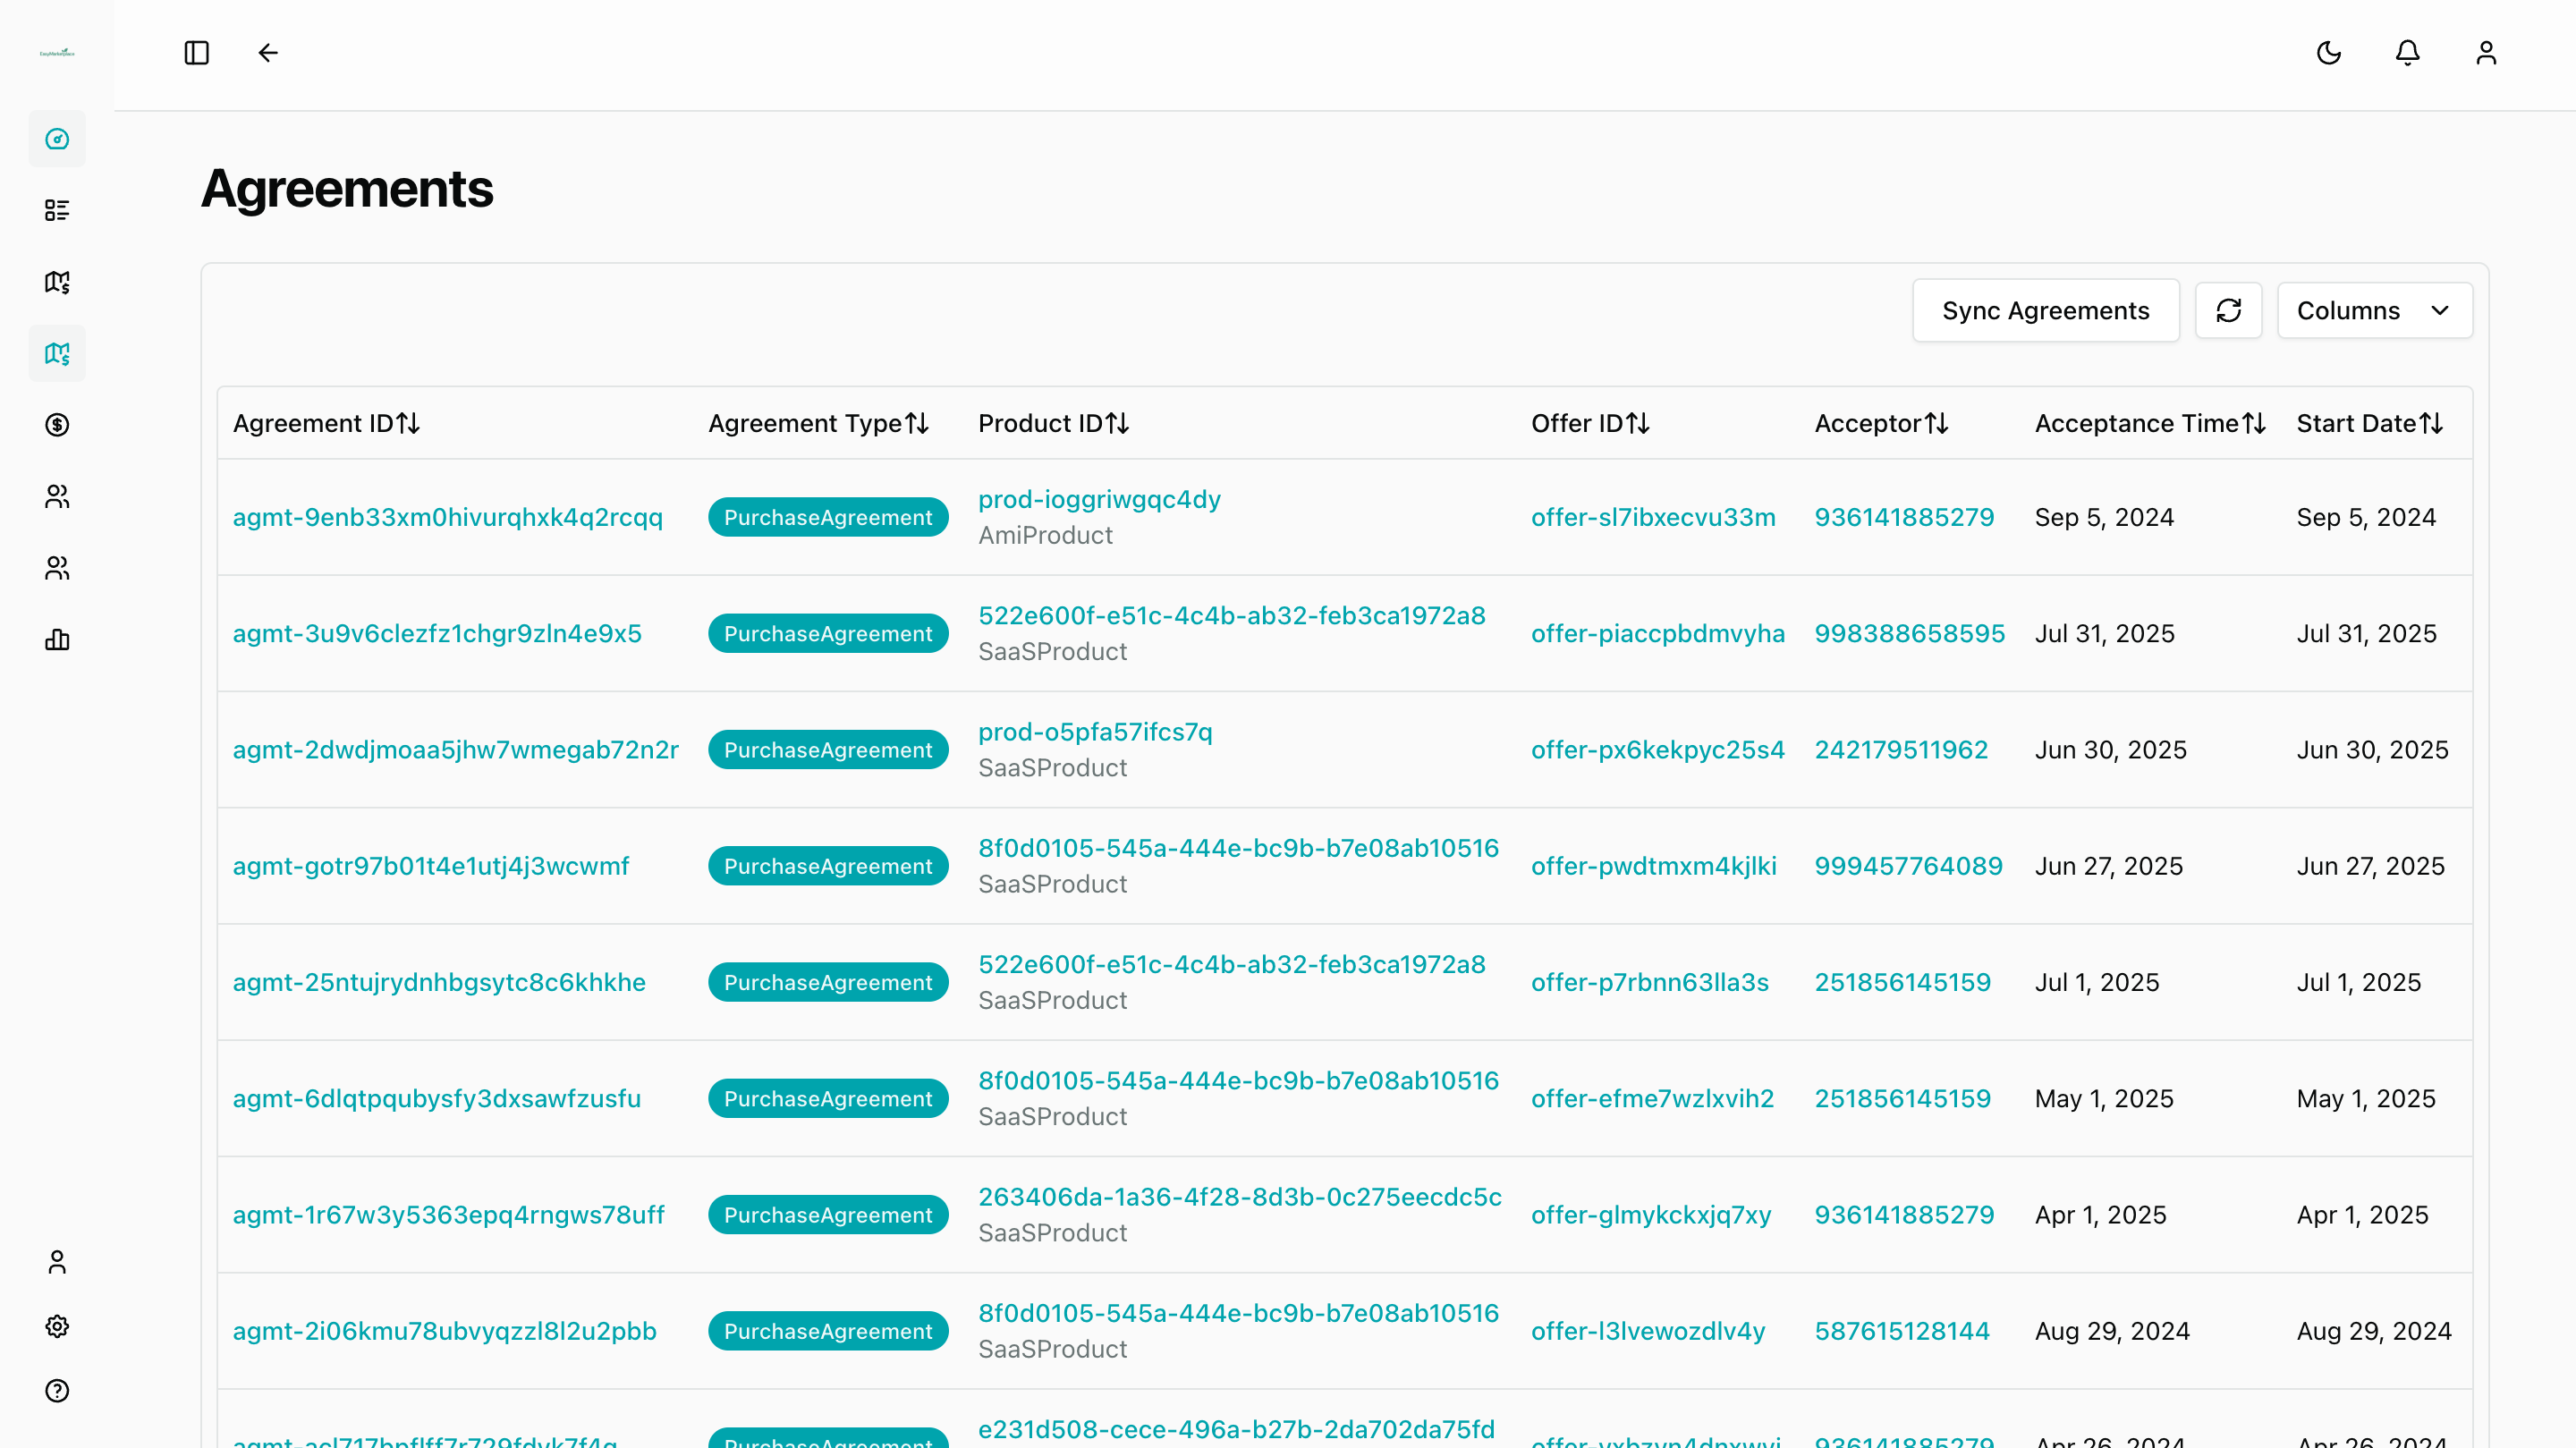 EasyMarketplace
Agreements
Sync Agreements
Columns
Agreement ID Agreement Type Product ID Offer ID Acceptor Acceptance Time Start Date
agmt-9enb33xm0hivurqhxk4q2rcqq PurchaseAgreement prod-ioggriwgqc4dy offer-sl7ibxecvu33m 936141885279 Sep 5, 2024 Sep 5, 2024
AmiProduct
agmt-3u9v6clezfz1chgr9zln4e9x5 PurchaseAgreement 522e600f-e51c-4c4b-ab32-feb3ca1972a8 offer-piaccpbdmvyha 998388658595 Jul 31, 2025 Jul 31, 2025
SaaSProduct
agmt-2dwdjmoaa5jhw7wmegab72n2r PurchaseAgreement prod-o5pfa57ifcs7q offer-px6kekpyc25s4 242179511962 Jun 30, 2025 Jun 30, 2025
SaaSProduct
agmt-gotr97b01t4e1utj4j3wcwmf PurchaseAgreement 8f0d0105-545a-444e-bc9b-b7e08ab10516 offer-pwdtmxm4kjlki 999457764089 Jun 27, 2025 Jun 27, 2025
SaaSProduct
agmt-25ntujrydnhbgsytc8c6khkhe PurchaseAgreement 522e600f-e51c-4c4b-ab32-feb3ca1972a8 offer-p7rbnn63lla3s 251856145159 Jul 1, 2025 Jul 1, 2025
SaaSProduct
agmt-6dlqtpqubysfy3dxsawfzusfu PurchaseAgreement 8f0d0105-545a-444e-bc9b-b7e08ab10516 offer-efme7wzlxvih2 251856145159 May 1, 2025 May 1, 2025
SaaSProduct
agmt-1r67w3y5363epq4rngws78uff PurchaseAgreement 263406da-1a36-4f28-8d3b-0c275eecdc5c offer-glmykckxjq7xy 936141885279 Apr 1, 2025 Apr 1, 2025
SaaSProduct
agmt-2i06kmu78ubvyqzzl8l2u2pbb PurchaseAgreement 8f0d0105-545a-444e-bc9b-b7e08ab10516 offer-l3lvewozdlv4y 587615128144 Aug 29, 2024 Aug 29, 2024
SaaSProduct
PurchaseAgreement e231d508-cece-496a-b27b-2da702da75fd 936141885279 Apr 26, 2024 Apr 26, 2024